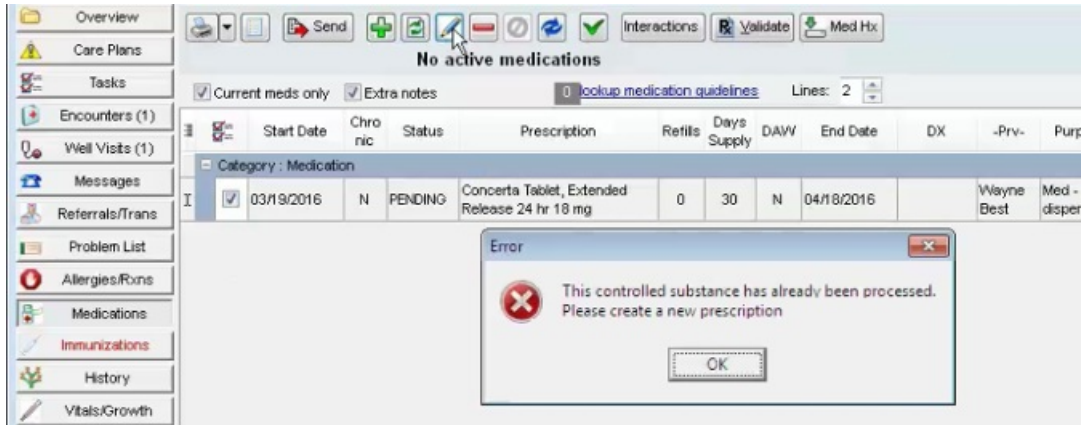 Overview
Care Plans
Tasks
Encounters (1)
Well Visits (1)
Messages
Referrals/Trans
Problem List
Allergies/Rxns
Medications
Immunizations
History
Vitals/Growth
Send
Interactions
Rx Validate
Med Hx
No active medications
Current meds only Extra notes 0 lookup medication guidelines Lines: 2
Start Date Chronic Status Prescription Refills Days Supply DAW End Date DX -Prv- Purp
Category : Medication
03/19/2016 N PENDING Concerta Tablet, Extended 0 30 N 04/18/2016 Wayne Med -
Release 24 hr 18 mg Best disper
Error
This controlled substance has already been processed.
Please create a new prescription
OK